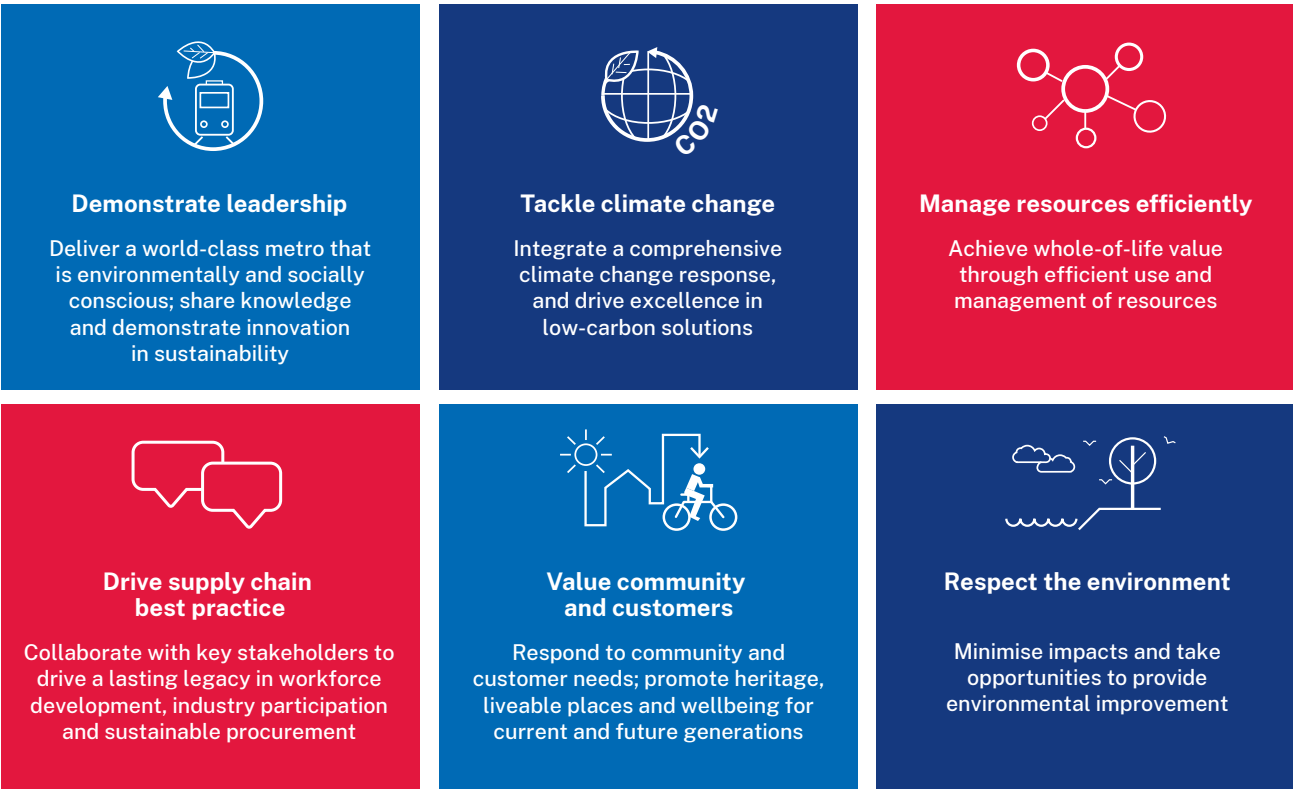 CO2
Demonstrate leadership
Deliver a world-class metro that
is environmentally and socially
conscious; share knowledge
and demonstrate innovation
in sustainability
Tackle climate change
Integrate a comprehensive
climate change response,
and drive excellence in
low-carbon solutions
Manage resources efficiently
Achieve whole-of-life value
through efficient use and
management of resources
Drive supply chain
best practice
Collaborate with key stakeholders to
drive a lasting legacy in workforce
development, industry participation
and sustainable procurement
Value community
and customers
Respond to community and
customer needs; promote heritage,
liveable places and wellbeing for
current and future generations
Respect the environment
Minimise impacts and take
opportunities to provide
environmental improvement